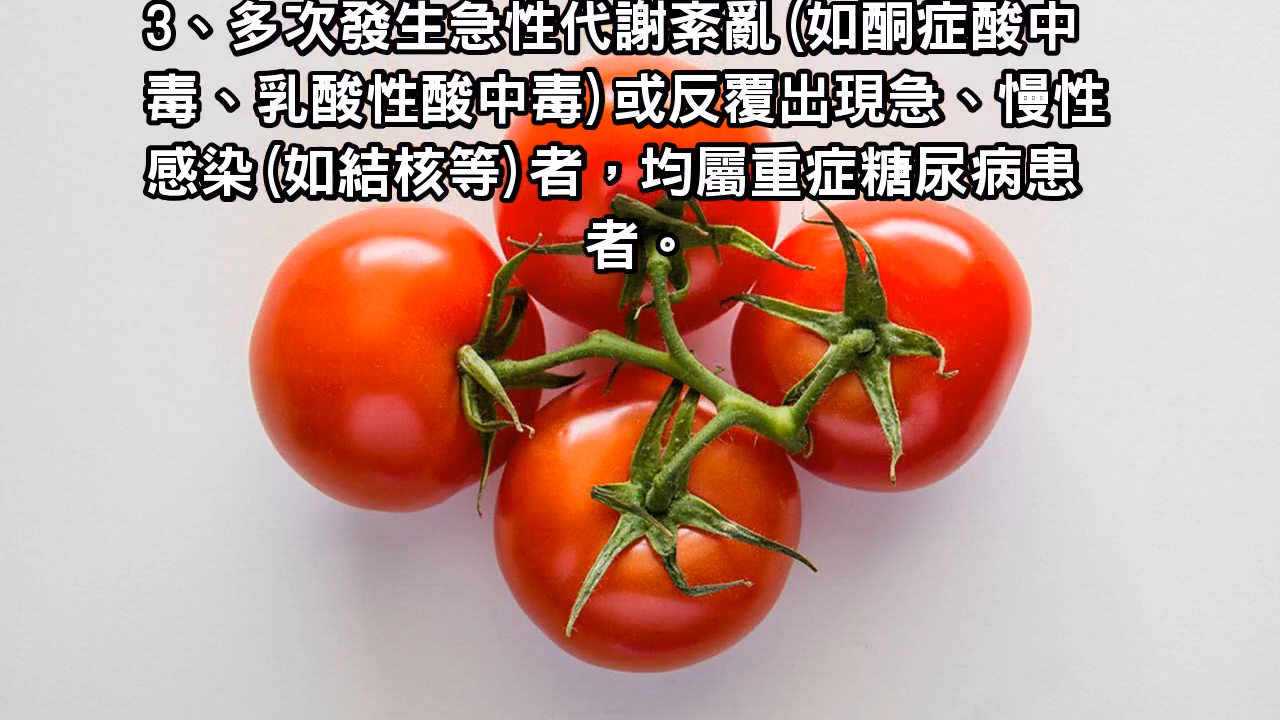 3、多次發生急性代謝紊亂(如酮症酸中
毒、乳酸性酸中毒)或反覆出現急、慢性
感染(如結核等)者，均屬重症糖尿病患
者。